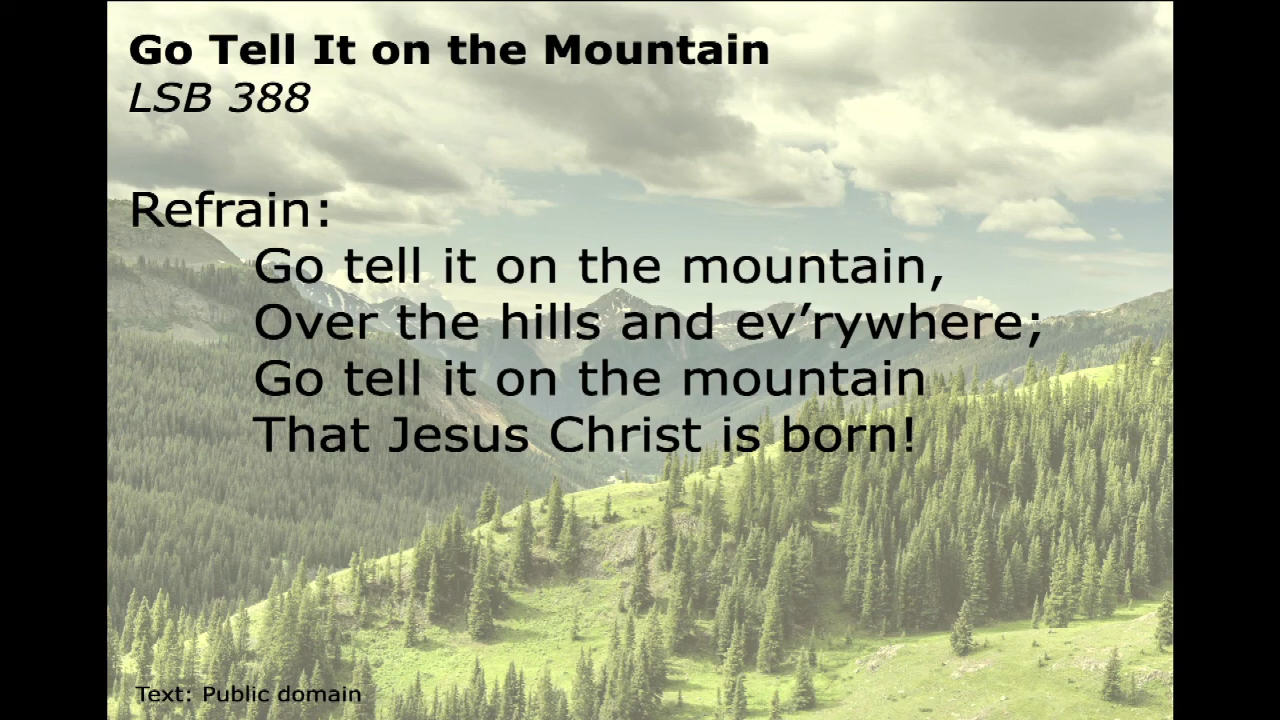 Go Tell It on the Mountain
LSB 388
Refrain:
Go tell it on the mountain,
Over the hills and ev’rywhere;
Go tell it on the mountain
That Jesus Christ is born!
Text: Public domain